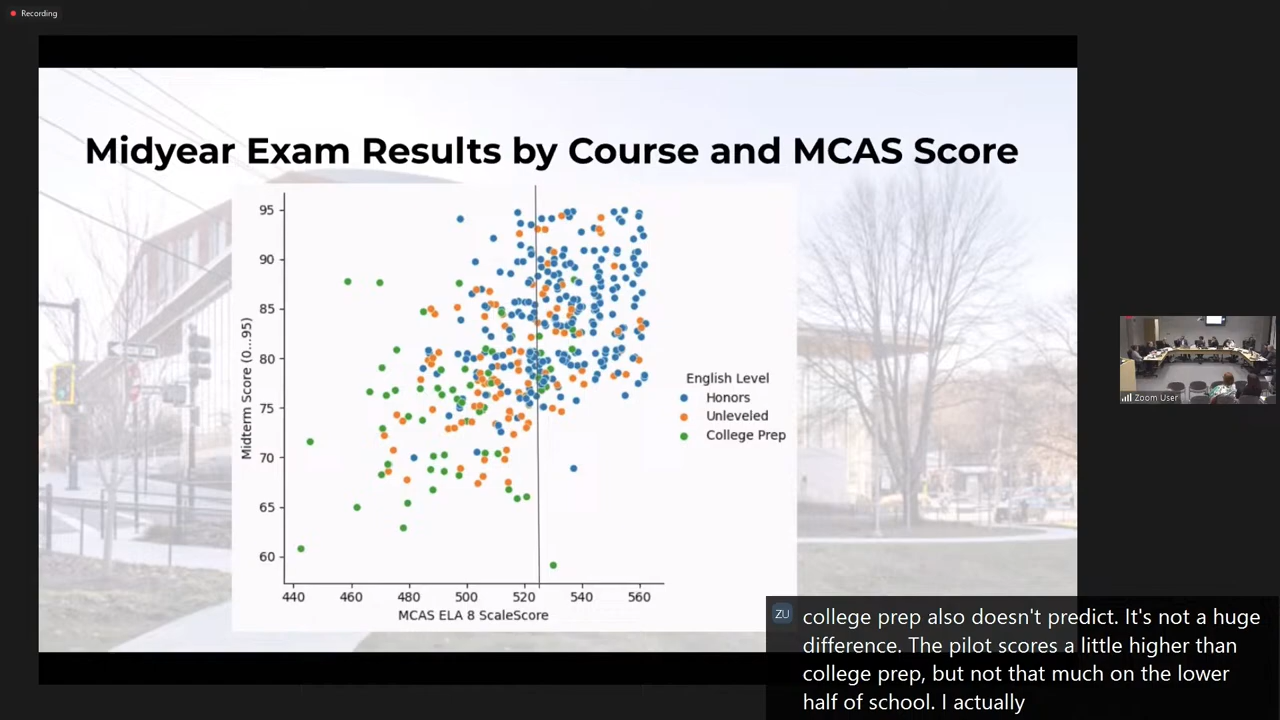 Recording
Midyear Exam Results by Course and MCAS Score
Midterm Score (0...95)
95
90
85
80
75
70
65
60
440 460 480 500 520 540 560
MCAS ELA 8 ScaleScore
English Level
Honors
Unleveled
College Prep
Zoom User
ZU
college prep also doesn't predict. It's not a huge
difference. The pilot scores a little higher than
college prep, but not that much on the lower
half of school. I actually